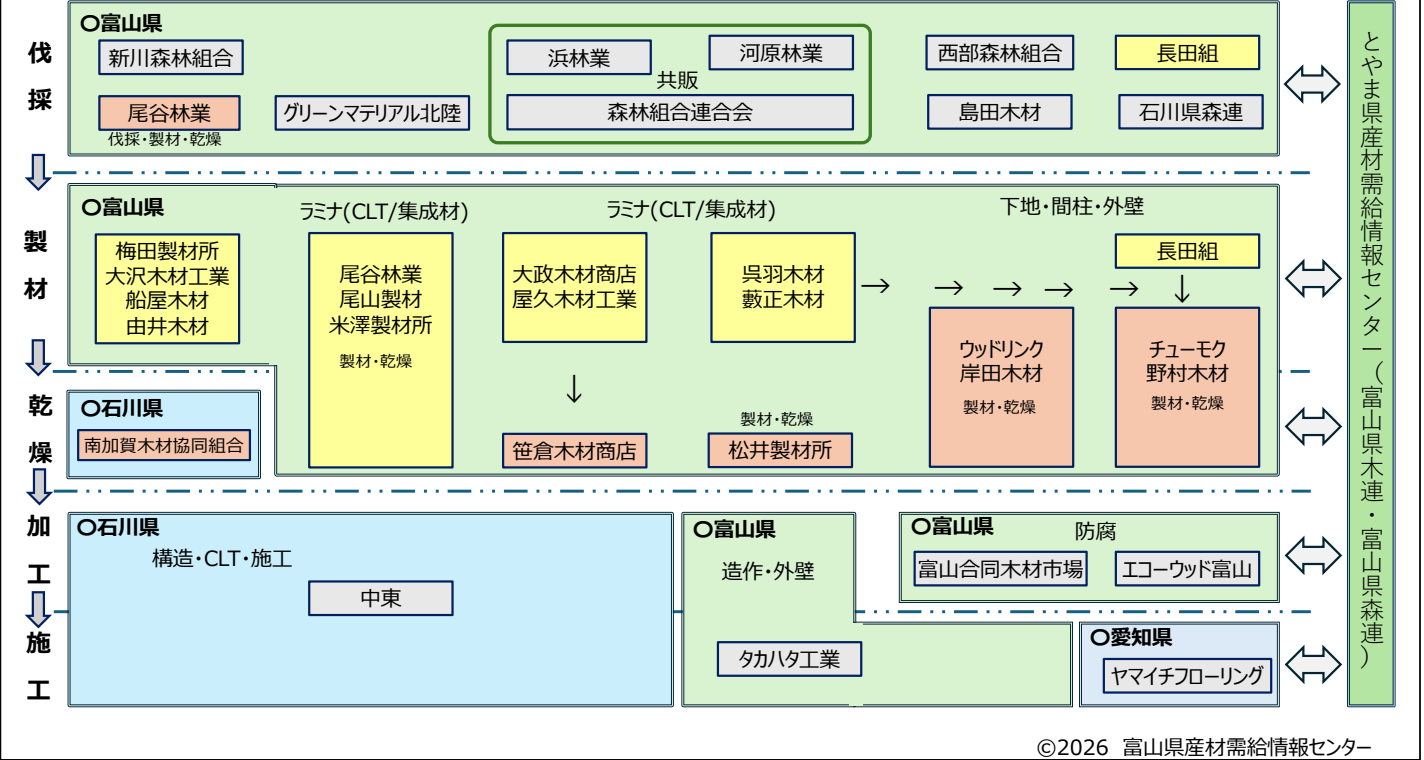 伐採
〇富山県
新川森林組合
浜林業
河原林業
共販
西部森林組合
長田組
尾谷林業
伐採・製材・乾燥
グリーンマテリアル北陸
森林組合連合会
島田木材
石川県森連
製材
〇富山県
ラミナ(CLT/集成材)
ラミナ(CLT/集成材)
下地・間柱・外壁
梅田製材所
大沢木材工業
船屋木材
由井木材
尾谷林業
尾山製材
米澤製材所
製材・乾燥
大政木材商店
屋久木材工業
呉羽木材
藪正木材
→
→ → → →
長田組
↓
ウッドリンク
岸田木材
製材・乾燥
チューモク
野村木材
製材・乾燥
乾燥
〇石川県
南加賀木材協同組合
↓
笹倉木材商店
製材・乾燥
松井製材所
加工
〇石川県
構造・CLT・施工
中東
〇富山県
造作・外壁
〇富山県
防腐
富山合同木材市場
エコーウッド富山
施工
タカハタ工業
〇愛知県
ヤマイチフローリング
とやま県産材需給情報センター(富山県木連・富山県森連)
©2026 富山県産材需給情報センター